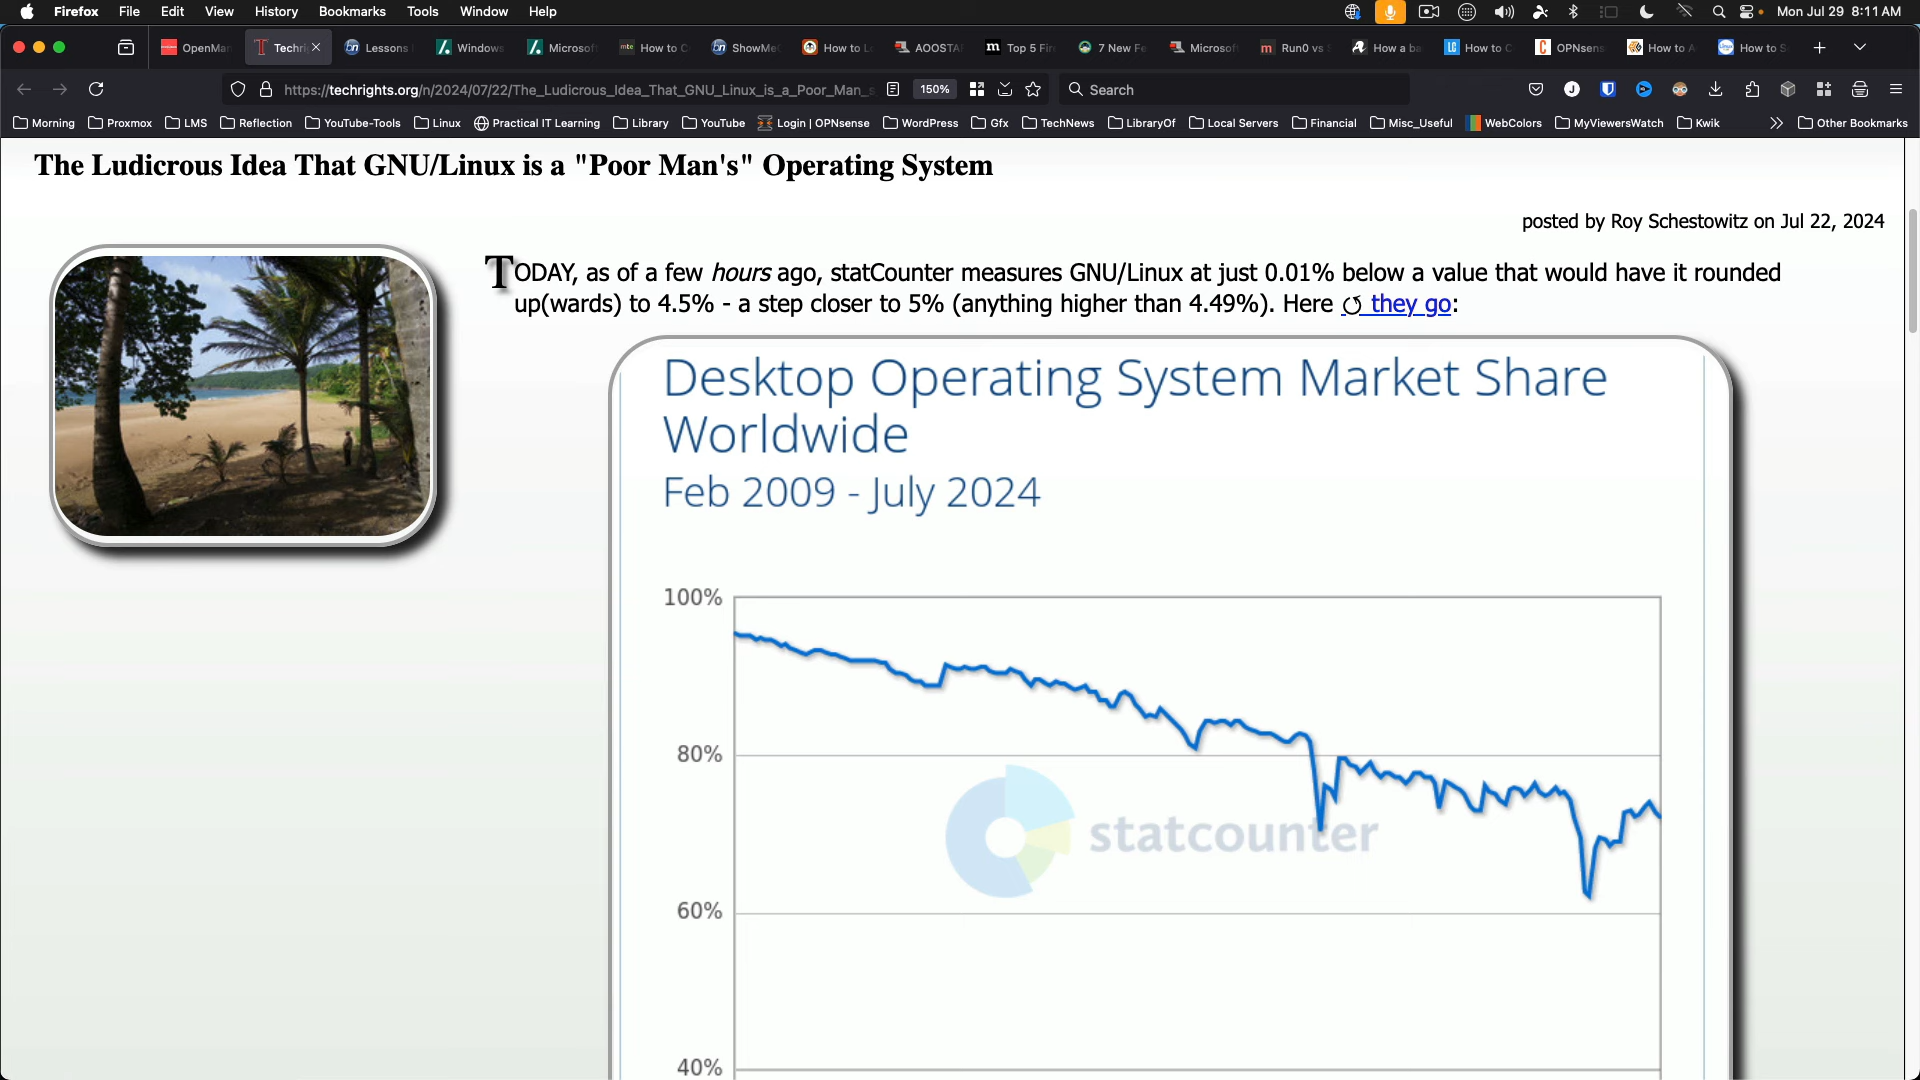 Firefox File Edit View History Bookmarks Tools Window Help Mon Jul 29 8:11 AM
OpenMan Techri Lessons Windows Microsof How to C ShowMe How to L AOOSTA Top 5 Fir 7 New Fe Microsof Run0 vs How a ba How to C OPNsens How to A How to S
https://techrights.org/n/2024/07/22/The_Ludicrous_Idea_That_GNU_Linux_is_a_Poor_Man_s 150% Search
Morning Proxmox LMS Reflection YouTube-Tools Linux Practical IT Learning Library YouTube Login | OPNsense WordPress Gfx TechNews LibraryOf Local Servers Financial Misc_Useful WebColors MyViewersWatch Kwik Other Bookmarks
The Ludicrous Idea That GNU/Linux is a "Poor Man's" Operating System
posted by Roy Schestowitz on Jul 22, 2024
TODAY, as of a few hours ago, statCounter measures GNU/Linux at just 0.01% below a value that would have it rounded
up(wards) to 4.5% - a step closer to 5% (anything higher than 4.49%). Here ↺ they go:
Desktop Operating System Market Share
Worldwide
Feb 2009 - July 2024
100%
80%
statcounter
60%
40%